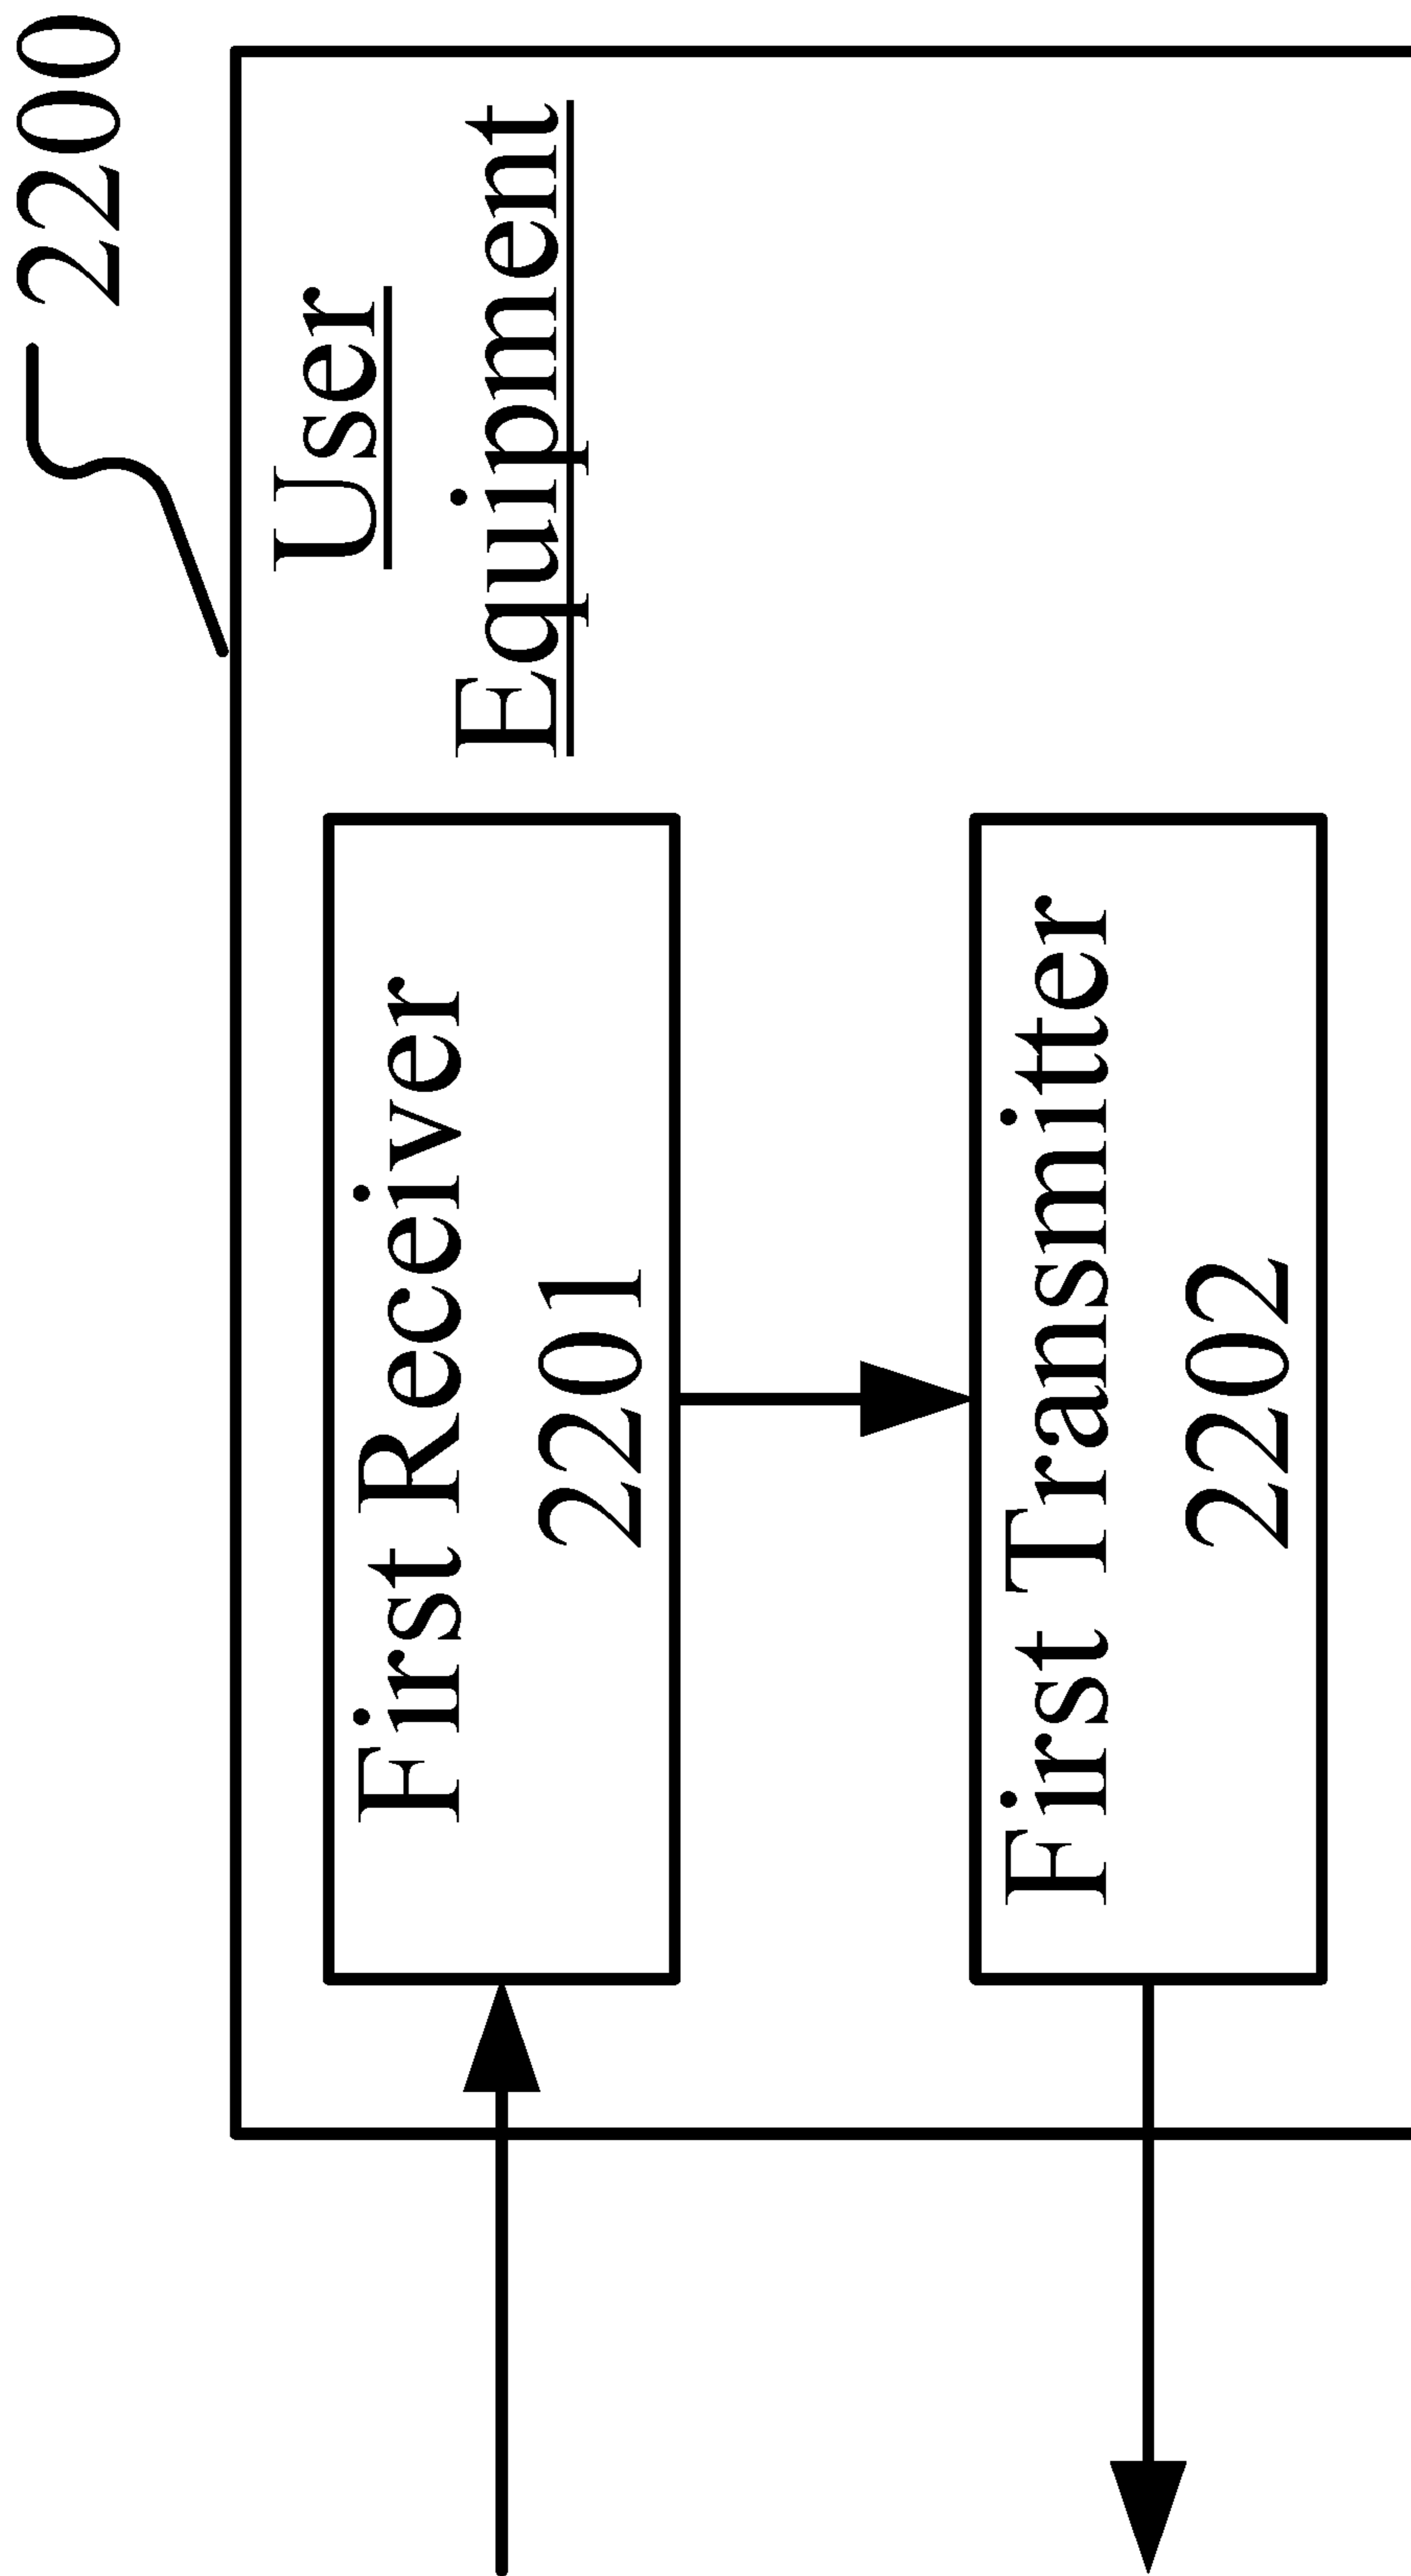 2200
User
Equipment
First Receiver
2201
First Transmitter
2202